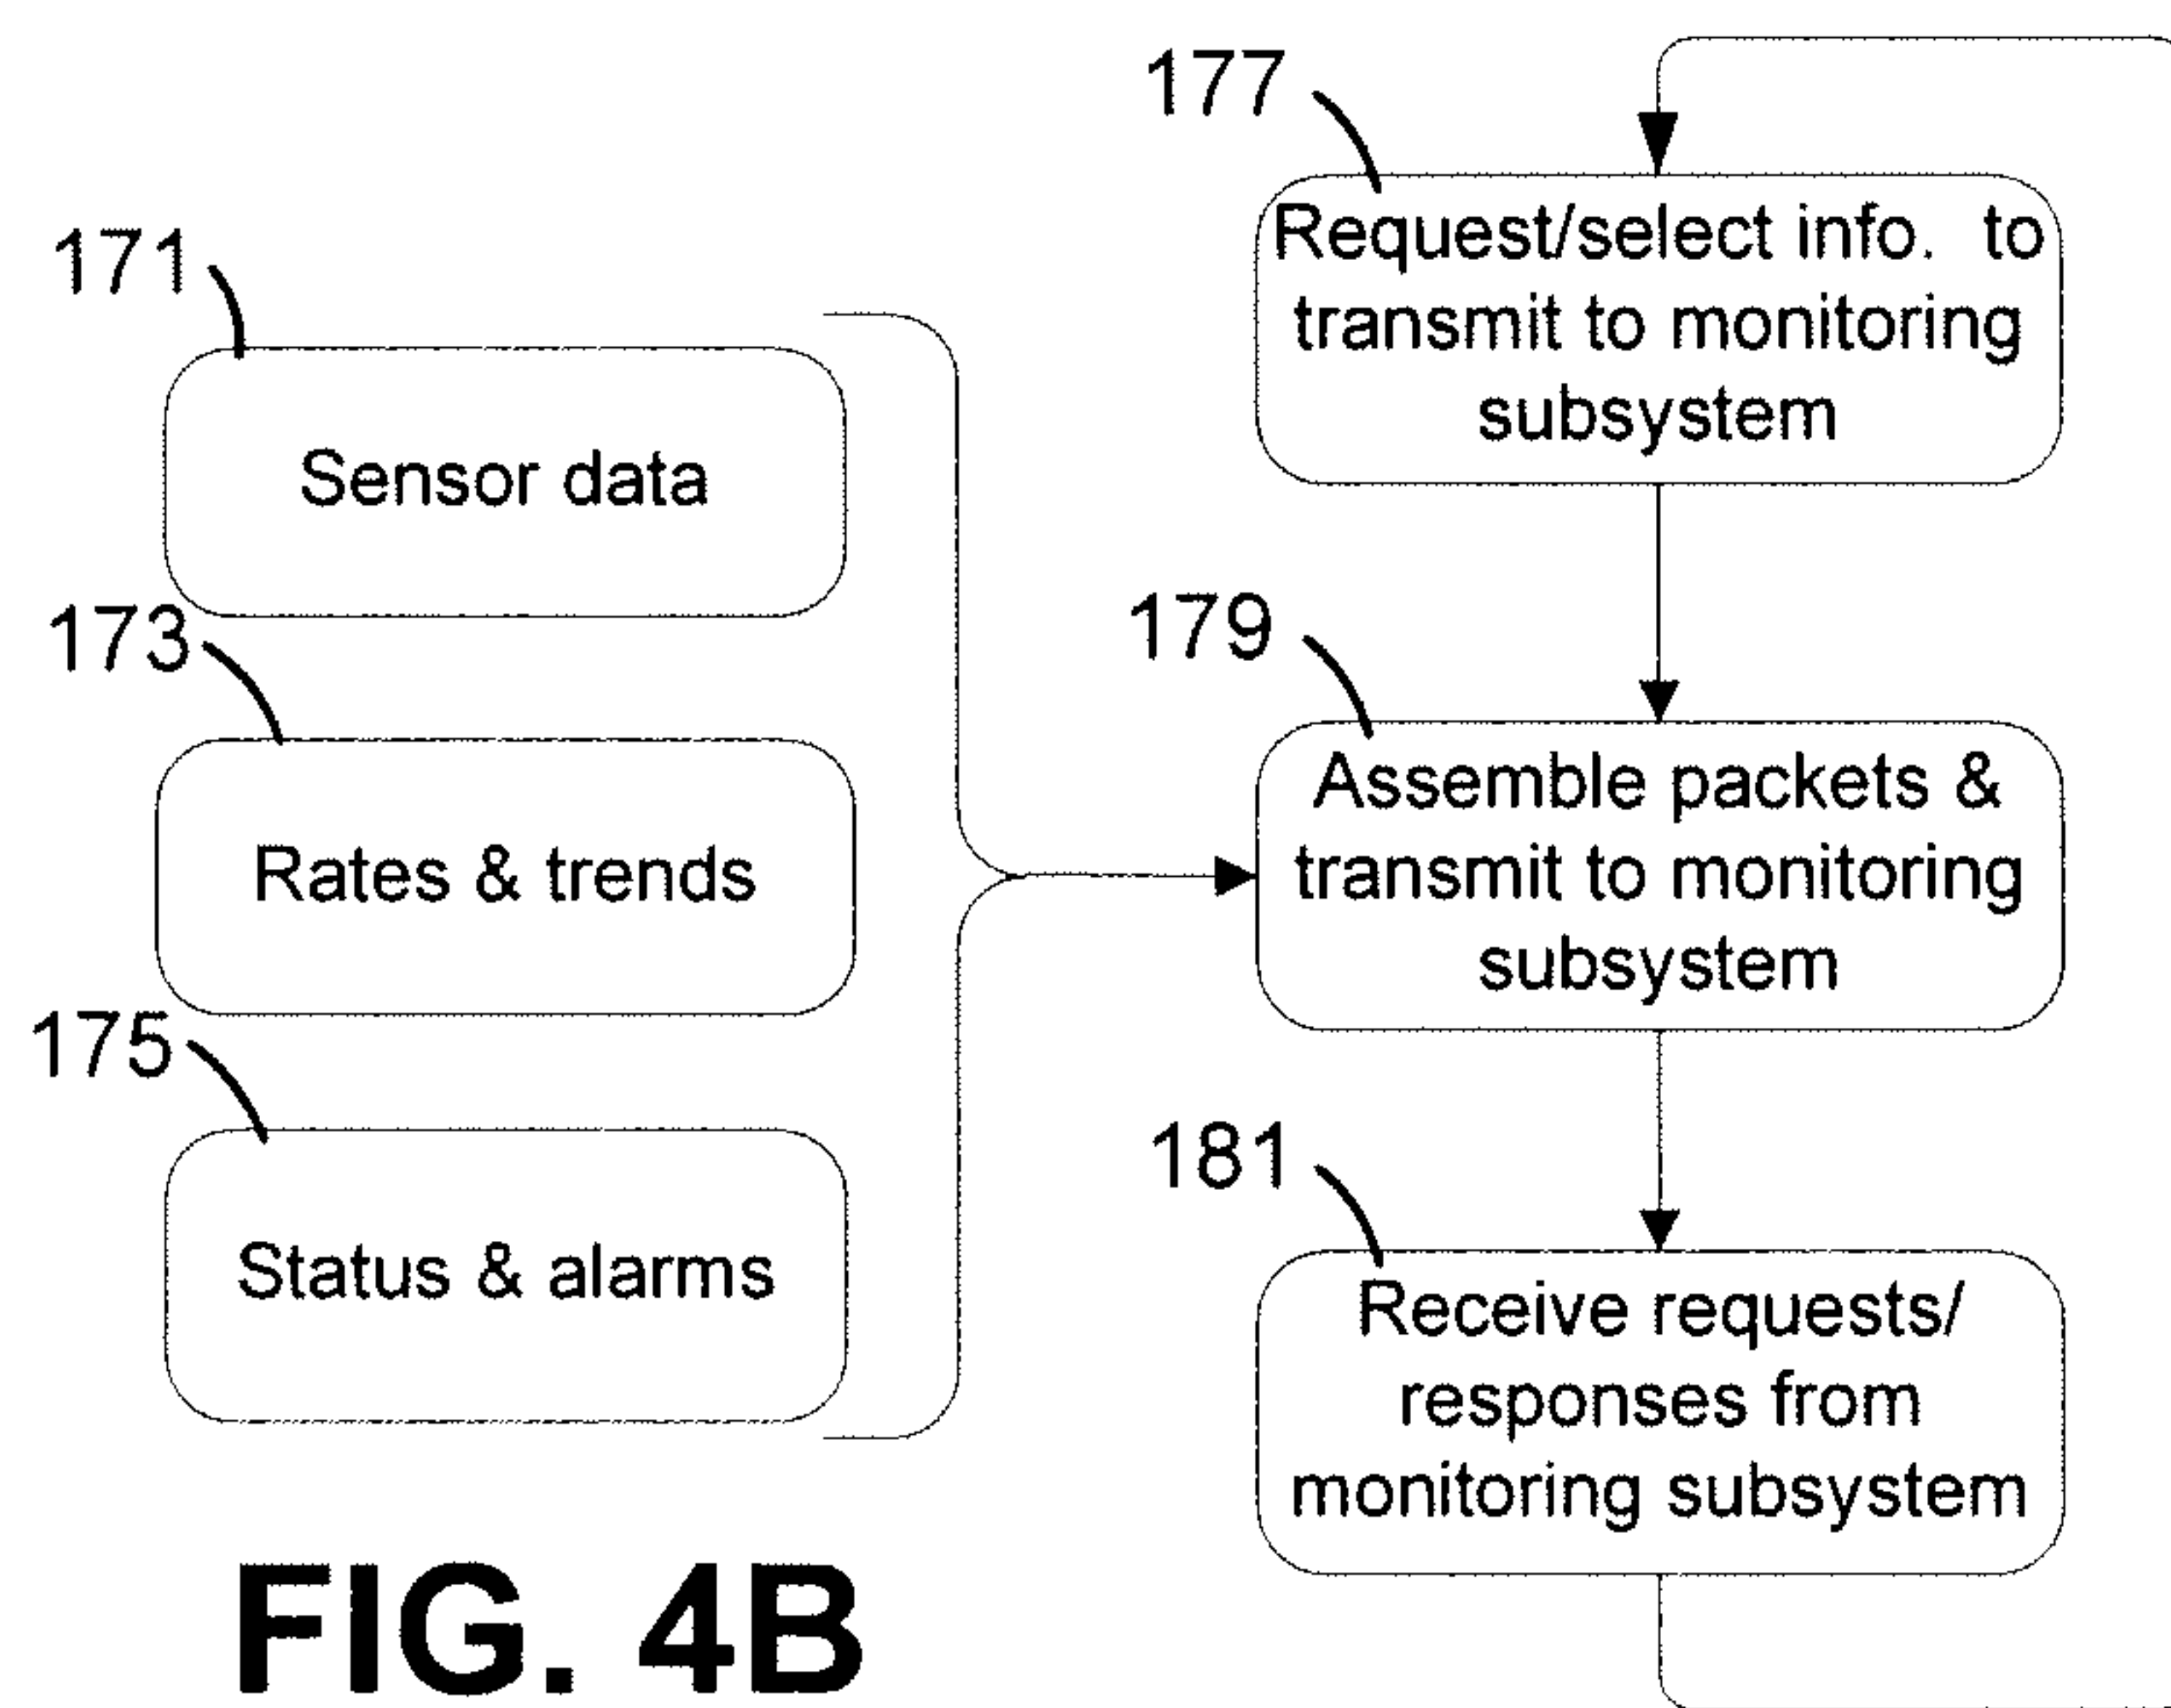 171
Sensor data
173
Rates & trends
175
Status & alarms
177
Request/select info.  to
transmit to monitoring
subsystem
179
Assemble packets &
transmit to monitoring
subsystem
181
Receive requests/
responses from
monitoring subsystem
FIG. 4B